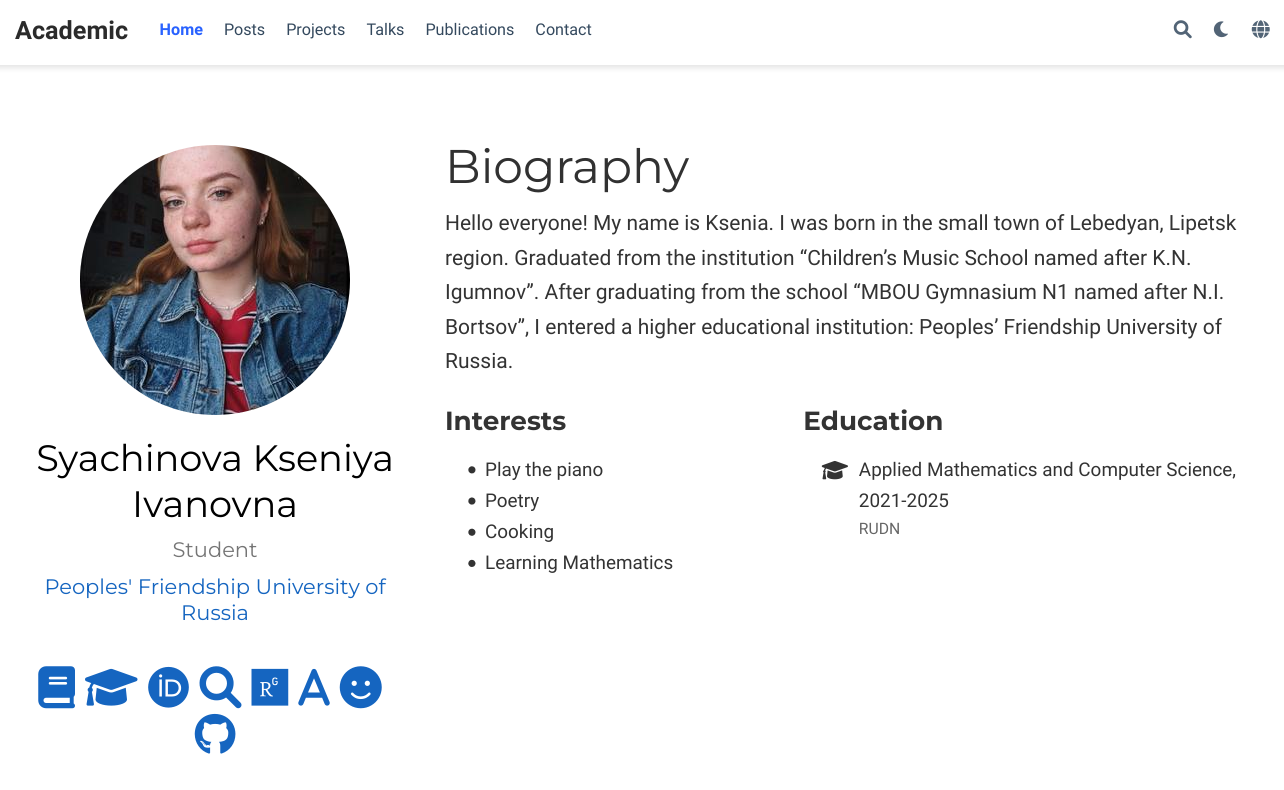 Academic
Home Posts Projects Talks Publications Contact
Biography
Hello everyone! My name is Ksenia. I was born in the small town of Lebedyan, Lipetsk
region. Graduated from the institution “Children’s Music School named after K.N.
Igumnov”. After graduating from the school “MBOU Gymnasium N1 named after N.I.
Bortsov”, I entered a higher educational institution: Peoples’ Friendship University of
Russia.
Syachinova Kseniya
Ivanovna
Student
Peoples' Friendship University of
Russia
iD
RG
Interests
Play the piano
Poetry
Cooking
Learning Mathematics
Education
Applied Mathematics and Computer Science,
2021-2025
RUDN